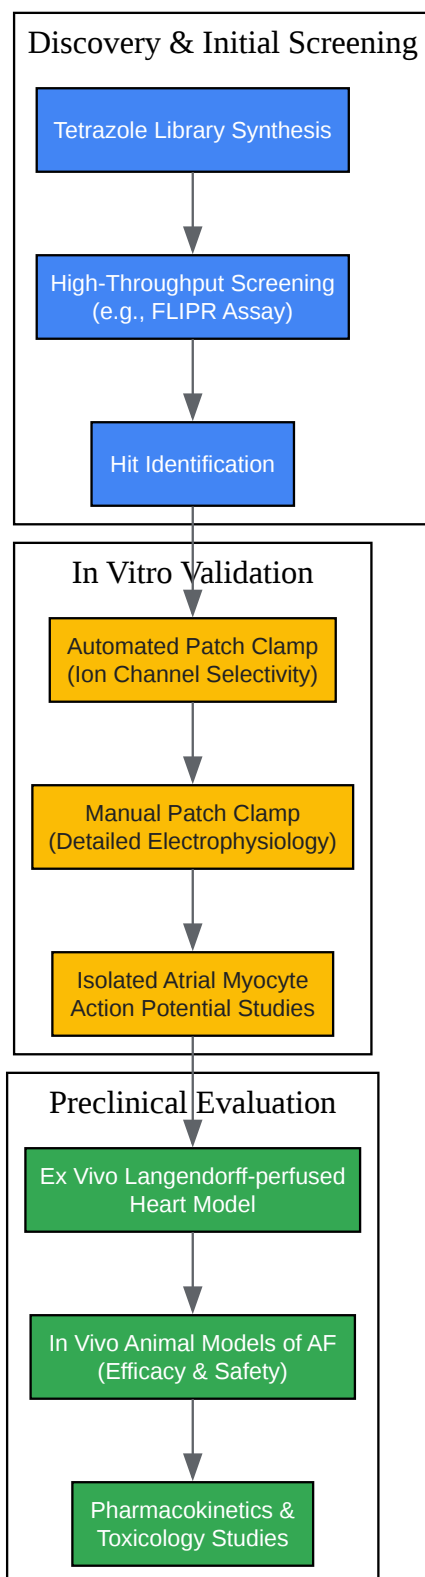 Discovery & Initial Screening
Tetrazole Library Synthesis
High-Throughput Screening
(e.g., FLIPR Assay)
Hit Identification
In Vitro Validation
Automated Patch Clamp
(Ion Channel Selectivity)
Manual Patch Clamp
(Detailed Electrophysiology)
Isolated Atrial Myocyte
Action Potential Studies
Preclinical Evaluation
Ex Vivo Langendorff-perfused
Heart Model
In Vivo Animal Models of AF
(Efficacy & Safety)
Pharmacokinetics &
Toxicology Studies